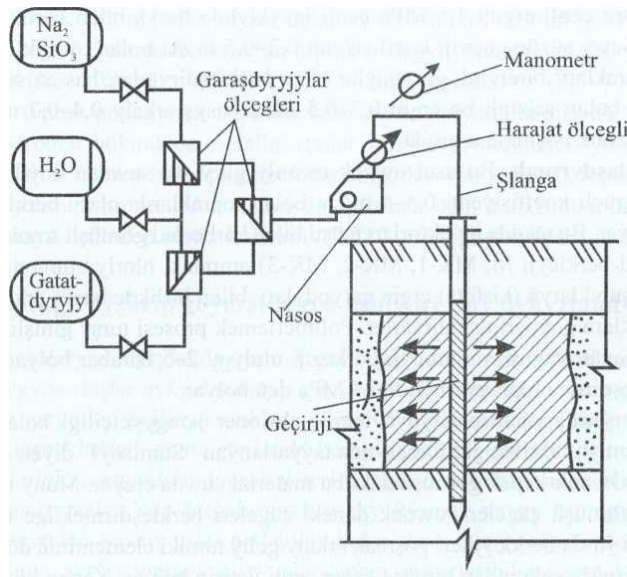 Na₂
SiO₃
Garaşdyryjylar
ölçegleri
Manometr
Harajat ölçegli
H₂O
Şlanga
Gatat-
dyryjy
Nasos
Geçiriji